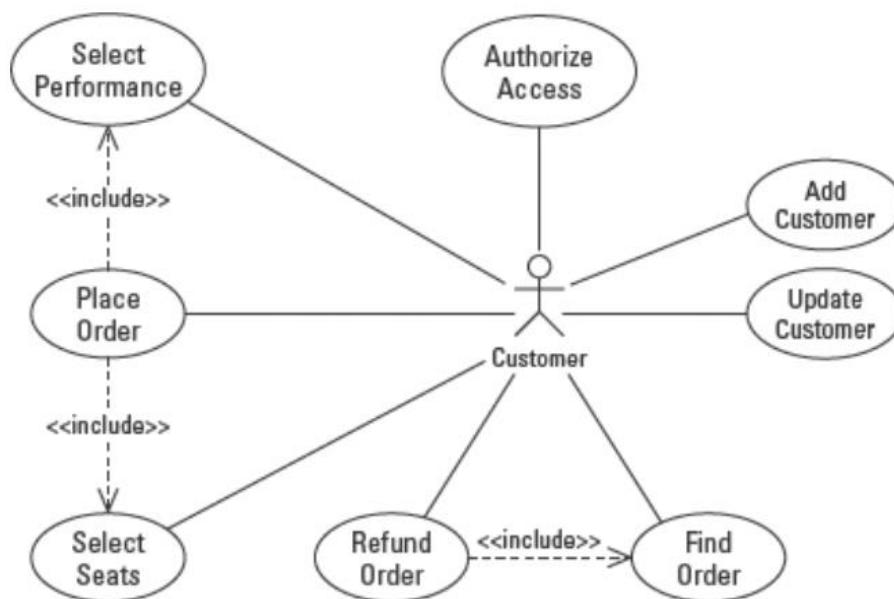 Select
Performance
Authorize
Access
<<include>>
Add
Customer
Place
Order
Update
Customer
Customer
<<include>>
Select
Seats
Refund
Order
<<include>>
Find
Order